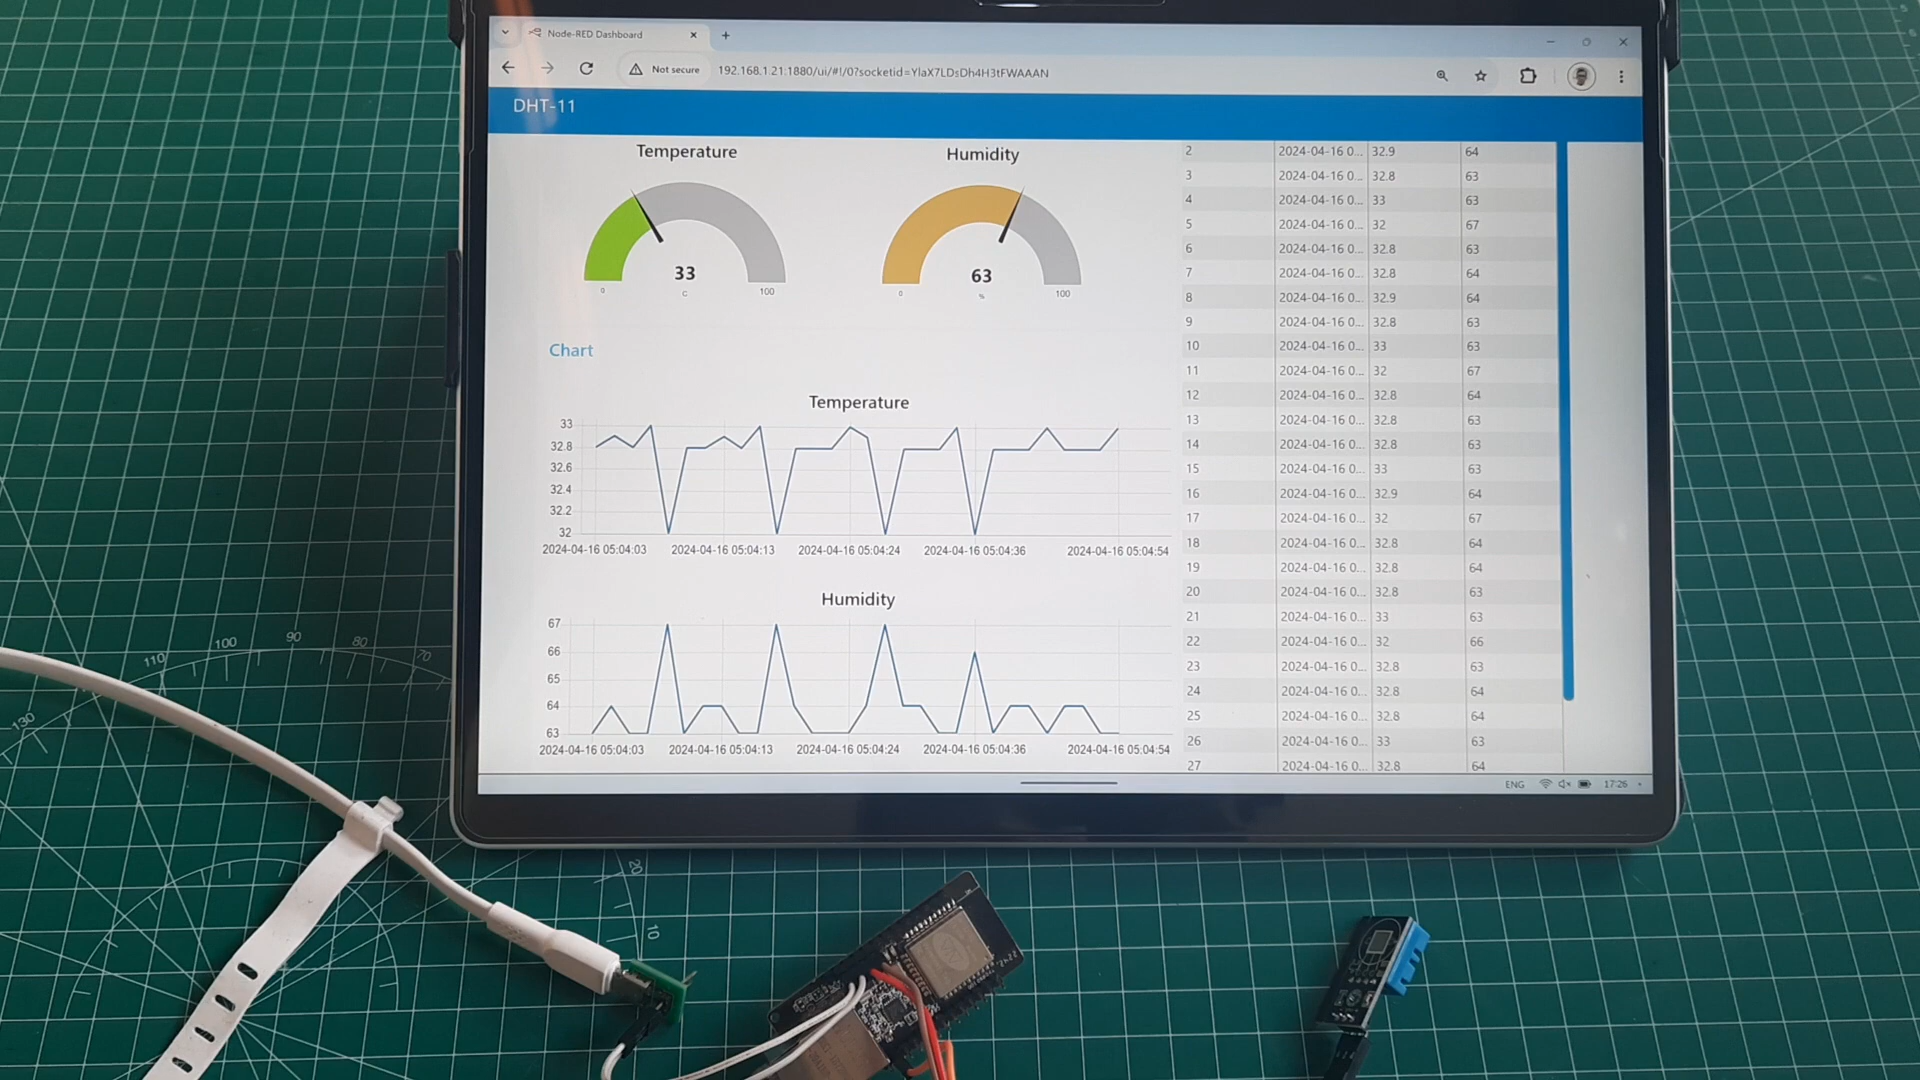 Node-RED Dashboard
Not secure 192.168.1.21:1880/ui/#!/0?socketid=YlaX7LDsDh4H3tFWAAAN
DHT-11
Temperature
33
0 C 100
Humidity
63
0 % 100
Chart
Temperature
33
32.8
32.6
32.4
32.2
32
2024-04-16 05:04:03 2024-04-16 05:04:13 2024-04-16 05:04:24 2024-04-16 05:04:36 2024-04-16 05:04:54
Humidity
67
66
65
64
63
2024-04-16 05:04:03 2024-04-16 05:04:13 2024-04-16 05:04:24 2024-04-16 05:04:36 2024-04-16 05:04:54
2 2024-04-16 0... 32.9 64
3 2024-04-16 0... 32.8 63
4 2024-04-16 0... 33 63
5 2024-04-16 0... 32 67
6 2024-04-16 0... 32.8 63
7 2024-04-16 0... 32.8 64
8 2024-04-16 0... 32.9 64
9 2024-04-16 0... 32.8 63
10 2024-04-16 0... 33 63
11 2024-04-16 0... 32 67
12 2024-04-16 0... 32.8 64
13 2024-04-16 0... 32.8 63
14 2024-04-16 0... 32.8 63
15 2024-04-16 0... 33 63
16 2024-04-16 0... 32.9 64
17 2024-04-16 0... 32 67
18 2024-04-16 0... 32.8 64
19 2024-04-16 0... 32.8 64
20 2024-04-16 0... 32.8 63
21 2024-04-16 0... 33 63
22 2024-04-16 0... 32 66
23 2024-04-16 0... 32.8 63
24 2024-04-16 0... 32.8 64
25 2024-04-16 0... 32.8 64
26 2024-04-16 0... 33 63
27 2024-04-16 0... 32.8 64
ENG 17:26
130
110
100
90
80
70
20
10